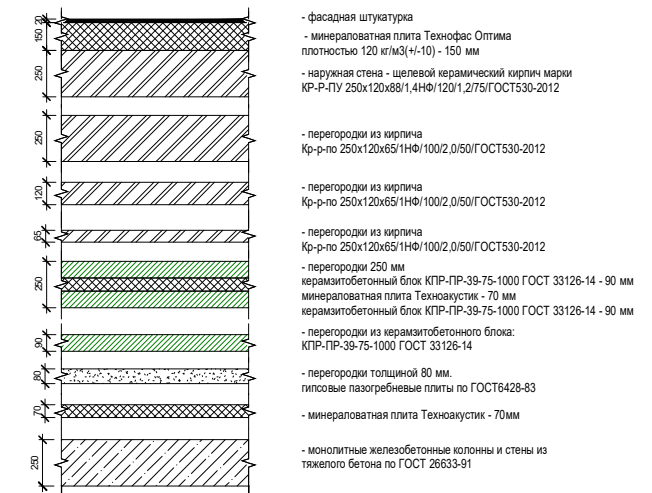 20
- фасадная штукатурка
150
- минераловатная плита Технофас Оптима
плотностью 120 кг/м3(+/-10) - 150 мм
250
- наружная стена - щелевой керамический кирпич марки
КР-Р-ПУ 250х120х88/1,4НФ/120/1,2/75/ГОСТ530-2012
250
- перегородки из кирпича
Кр-р-по 250х120х65/1НФ/100/2,0/50/ГОСТ530-2012
120
- перегородки из кирпича
Кр-р-по 250х120х65/1НФ/100/2,0/50/ГОСТ530-2012
65
- перегородки из кирпича
Кр-р-по 250х120х65/1НФ/100/2,0/50/ГОСТ530-2012
250
- перегородки 250 мм
керамзитобетонный блок КПР-ПР-39-75-1000 ГОСТ 33126-14 - 90 мм
минераловатная плита Техноакустик - 70 мм
керамзитобетонный блок КПР-ПР-39-75-1000 ГОСТ 33126-14 - 90 мм
90
- перегородки из керамзитобетонного блока:
КПР-ПР-39-75-1000 ГОСТ 33126-14
80
- перегородки толщиной 80 мм.
гипсовые пазогребневые плиты по ГОСТ6428-83
70
- минераловатная плита Техноакустик - 70мм
250
- монолитные железобетонные колонны и стены из
тяжелого бетона по ГОСТ 26633-91